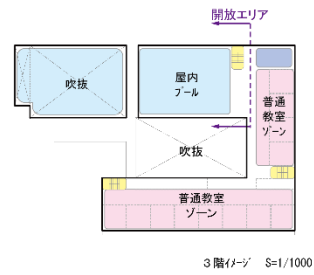 開放エリア
吹抜
屋内
プール
普通
教室
ゾーン
吹抜
普通教室
ゾーン
3階イメージ S=1/1000